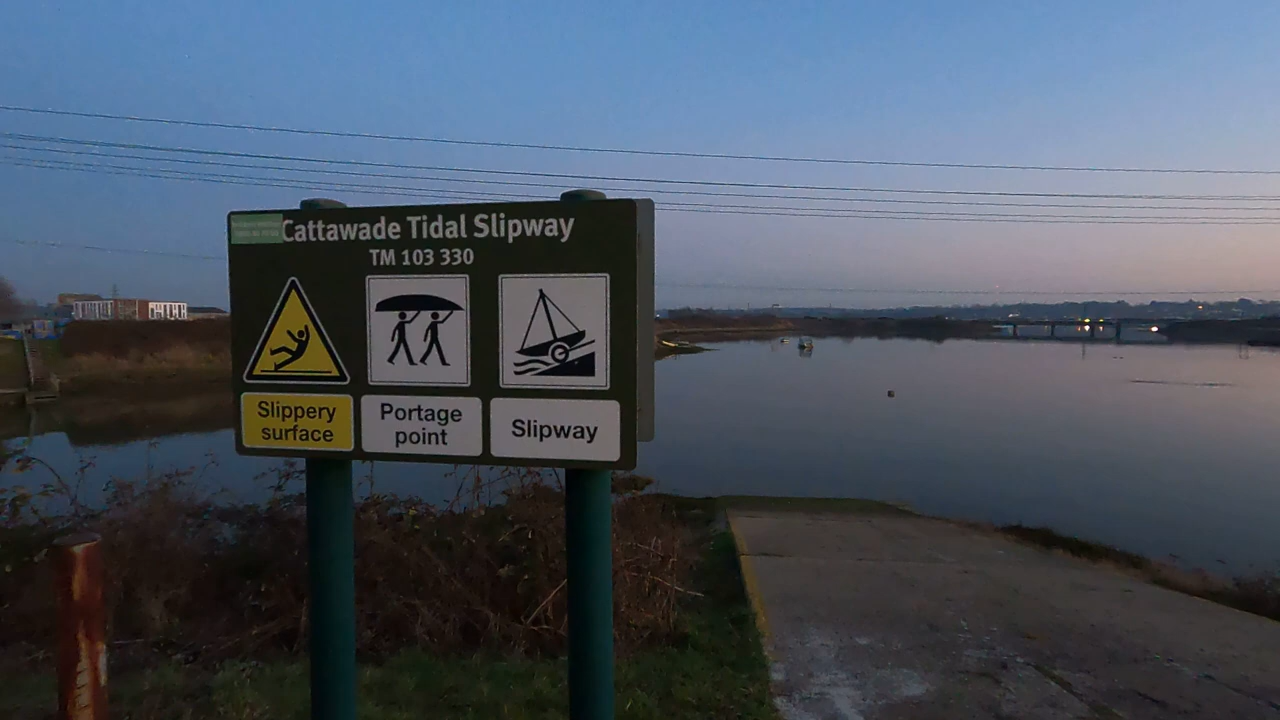 Cattawade Tidal Slipway
TM 103 330
Slippery
surface
Portage
point
Slipway